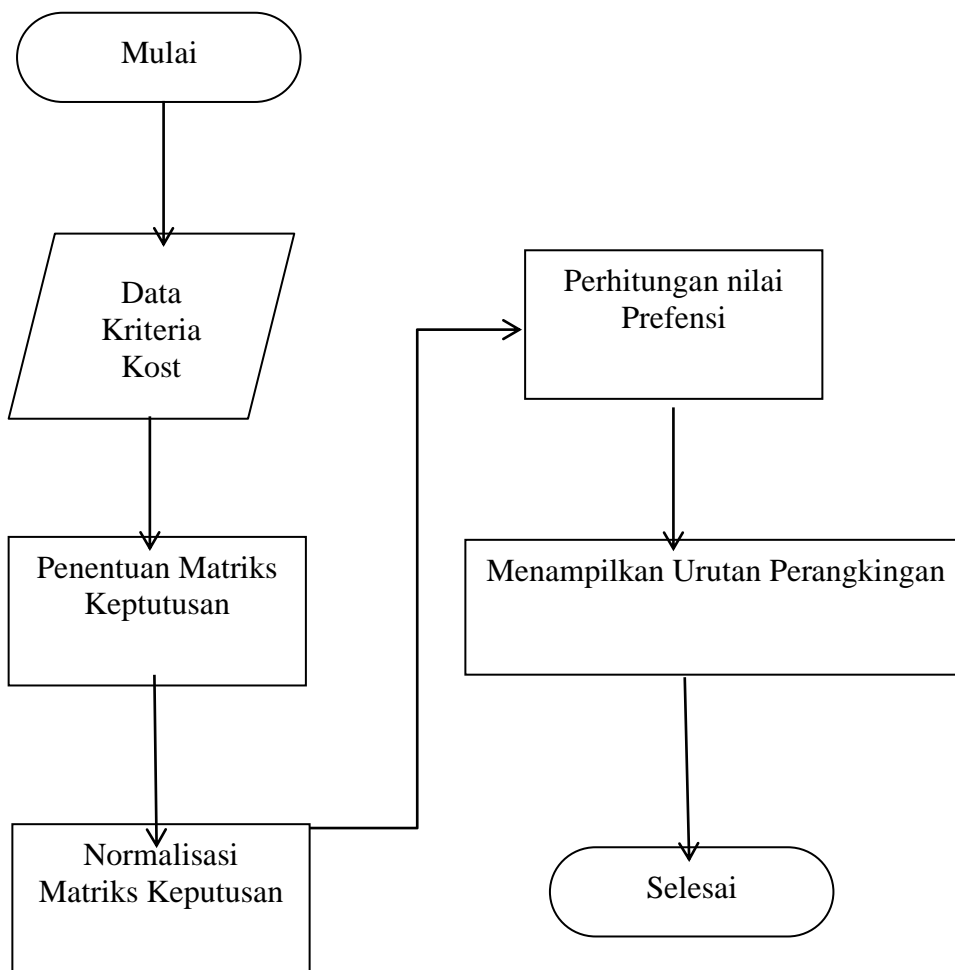 Mulai
Data
Kriteria
Kost
Penentuan Matriks
Keptutusan
Normalisasi
Matriks Keputusan
Perhitungan nilai
Prefensi
Menampilkan Urutan Perangkingan
Selesai